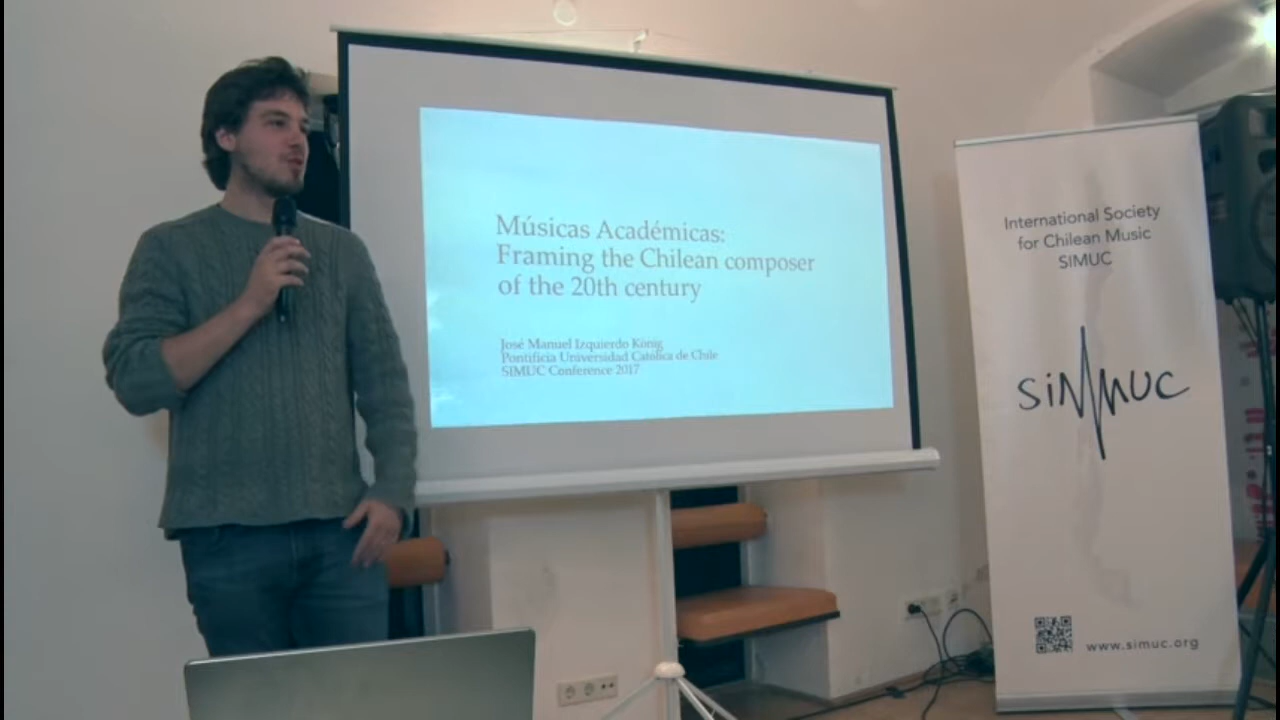 Músicas Académicas:
Framing the Chilean composer
of the 20th century
José Manuel Izquierdo König
Pontificia Universidad Católica de Chile
SIMUC Conference 2017
International Society
for Chilean Music
SIMUC
SiMMUC
www.simuc.org